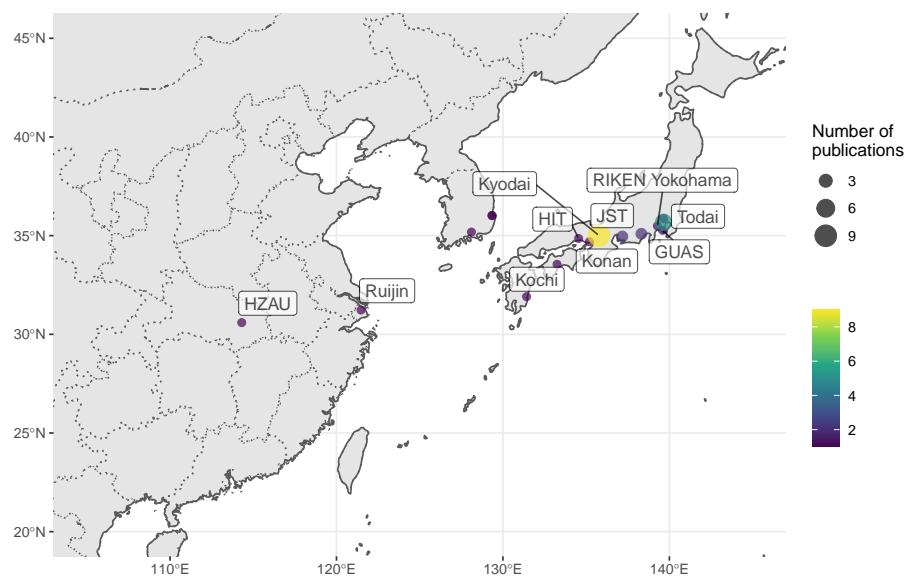 45°N
40°N
35°N
30°N
25°N
20°N
110°E
120°E
130°E
140°E
Kyodai
RIKEN Yokohama
HIT
JST
Todai
Konan
GUAS
Kochi
Ruijin
HZAU
Number of
publications
3
6
9
8
6
4
2